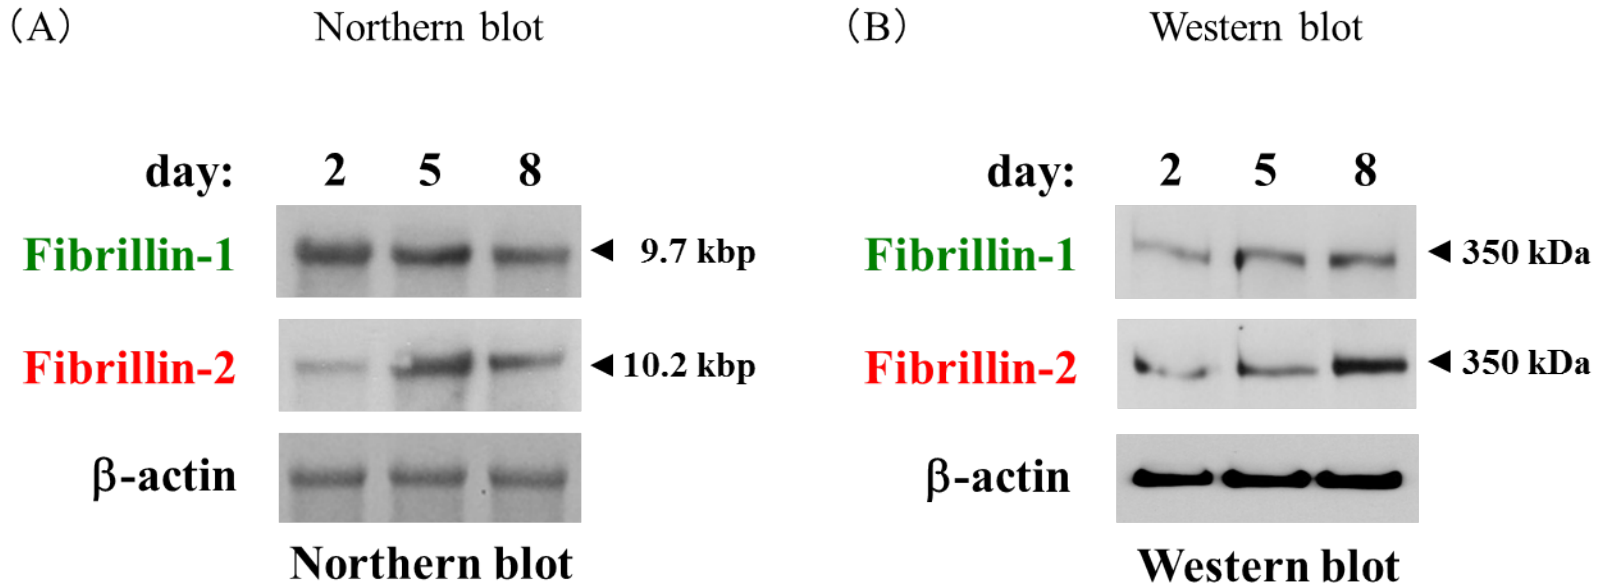 (A) Northern blot
day: 2 5 8
Fibrillin-1 ◄ 9.7 kbp
Fibrillin-2 ◄ 10.2 kbp
β-actin
Northern blot
(B) Western blot
day: 2 5 8
Fibrillin-1 ◄ 350 kDa
Fibrillin-2 ◄ 350 kDa
β-actin
Western blot